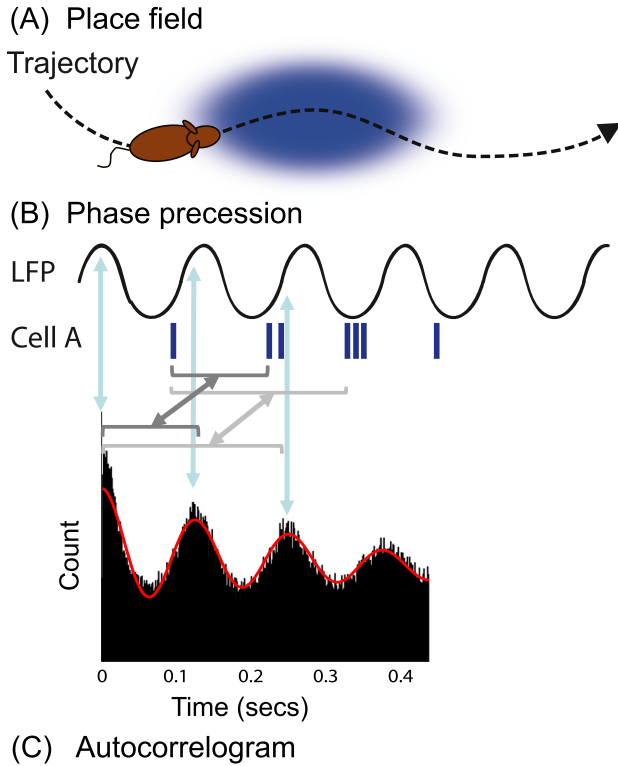 (A) Place field
Trajectory
(B) Phase precession
LFP
Cell A
Count
0 0.1 0.2 0.3 0.4
Time (secs)
(C) Autocorrelogram